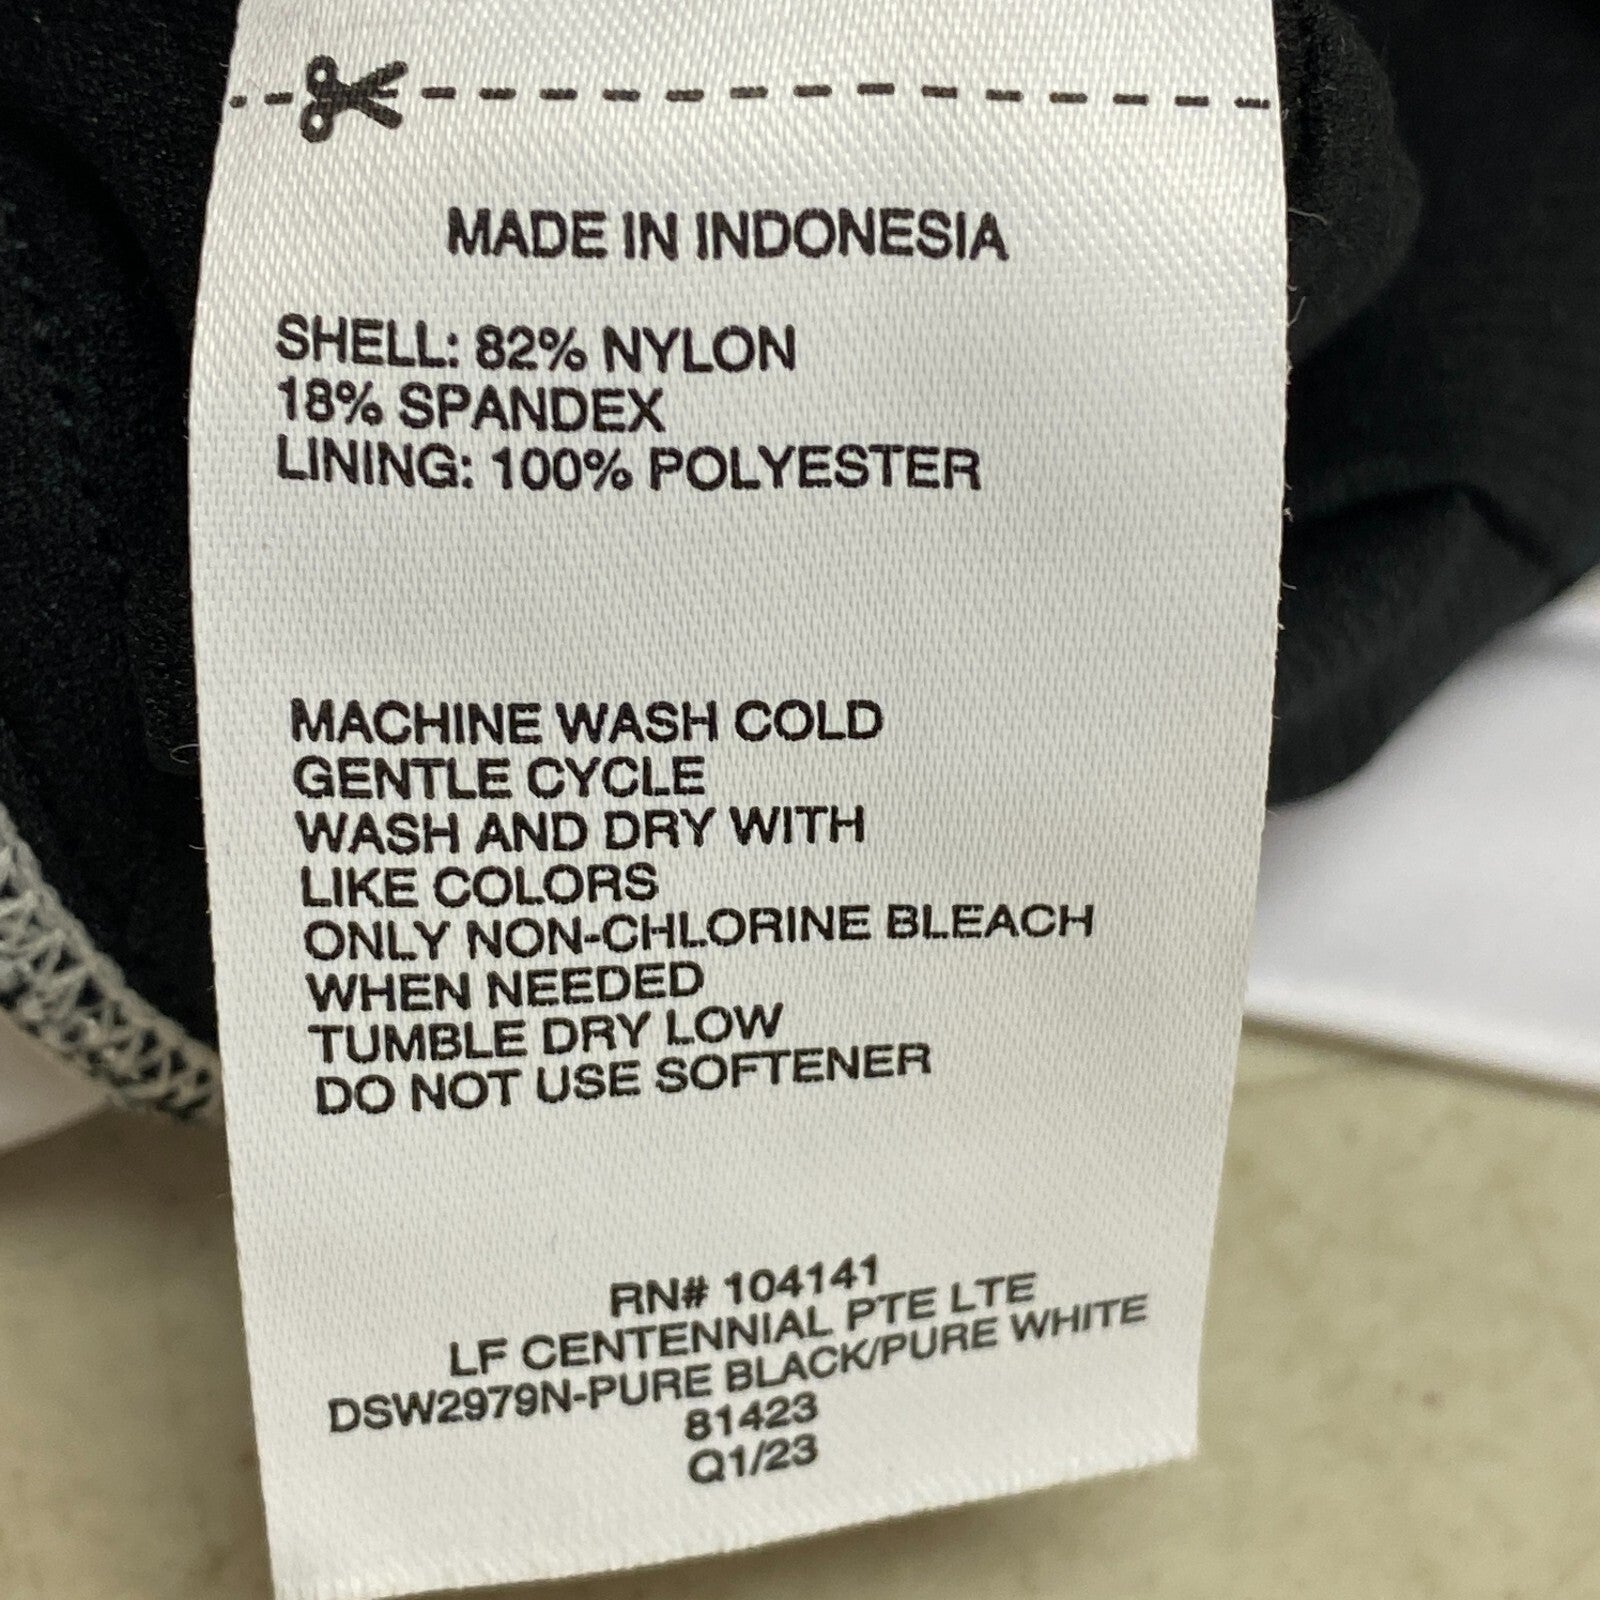 MADE IN INDONESIA
SHELL: 82% NYLON
18% SPANDEX
LINING: 100% POLYESTER
MACHINE WASH COLD
GENTLE CYCLE
WASH AND DRY WITH
LIKE COLORS
ONLY NON-CHLORINE BLEACH
WHEN NEEDED
TUMBLE DRY LOW
DO NOT USE SOFTENER
RN# 104141
LF CENTENNIAL PTE LTE
DSW2979N-PURE BLACK/PURE WHITE
81423
Q1/23